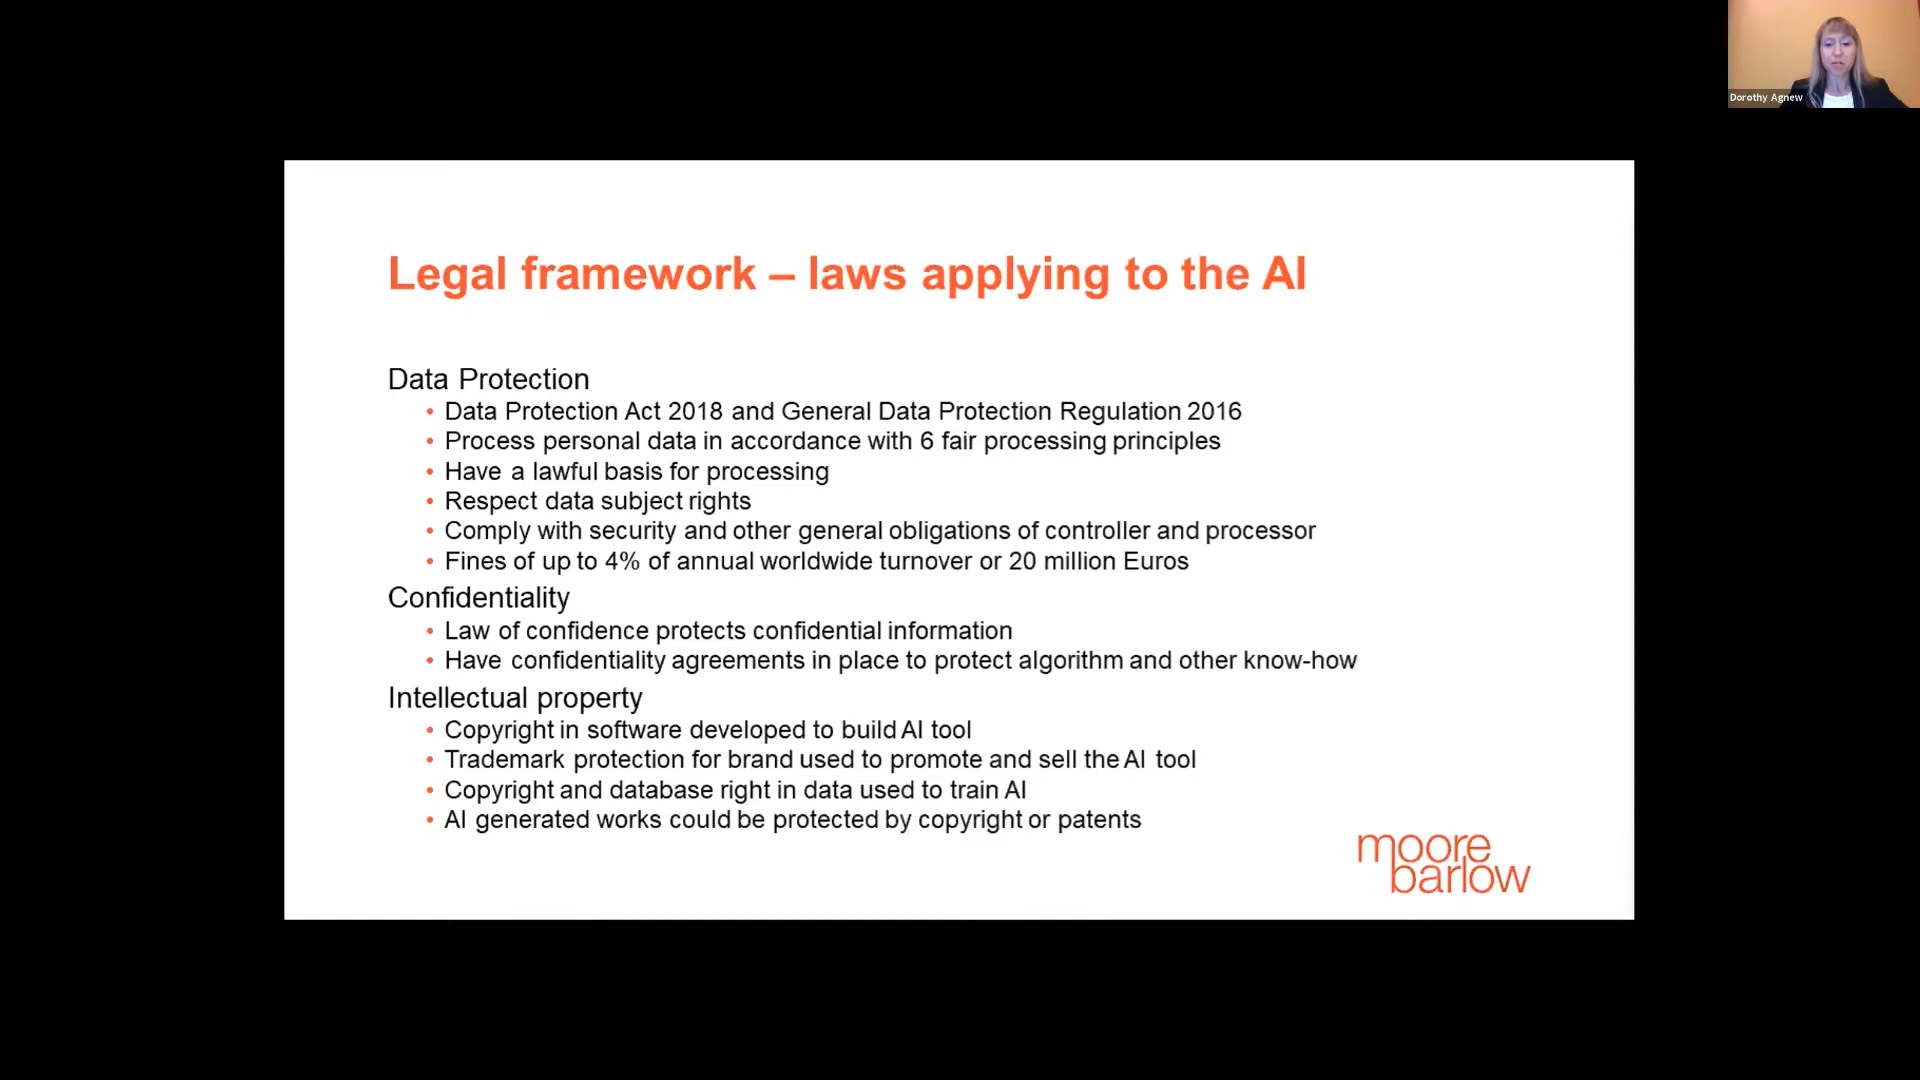 Dorothy Agnew
Legal framework – laws applying to the AI
Data Protection
• Data Protection Act 2018 and General Data Protection Regulation 2016
• Process personal data in accordance with 6 fair processing principles
• Have a lawful basis for processing
• Respect data subject rights
• Comply with security and other general obligations of controller and processor
• Fines of up to 4% of annual worldwide turnover or 20 million Euros
Confidentiality
• Law of confidence protects confidential information
• Have confidentiality agreements in place to protect algorithm and other know-how
Intellectual property
• Copyright in software developed to build AI tool
• Trademark protection for brand used to promote and sell the AI tool
• Copyright and database right in data used to train AI
• AI generated works could be protected by copyright or patents
moore
barlow